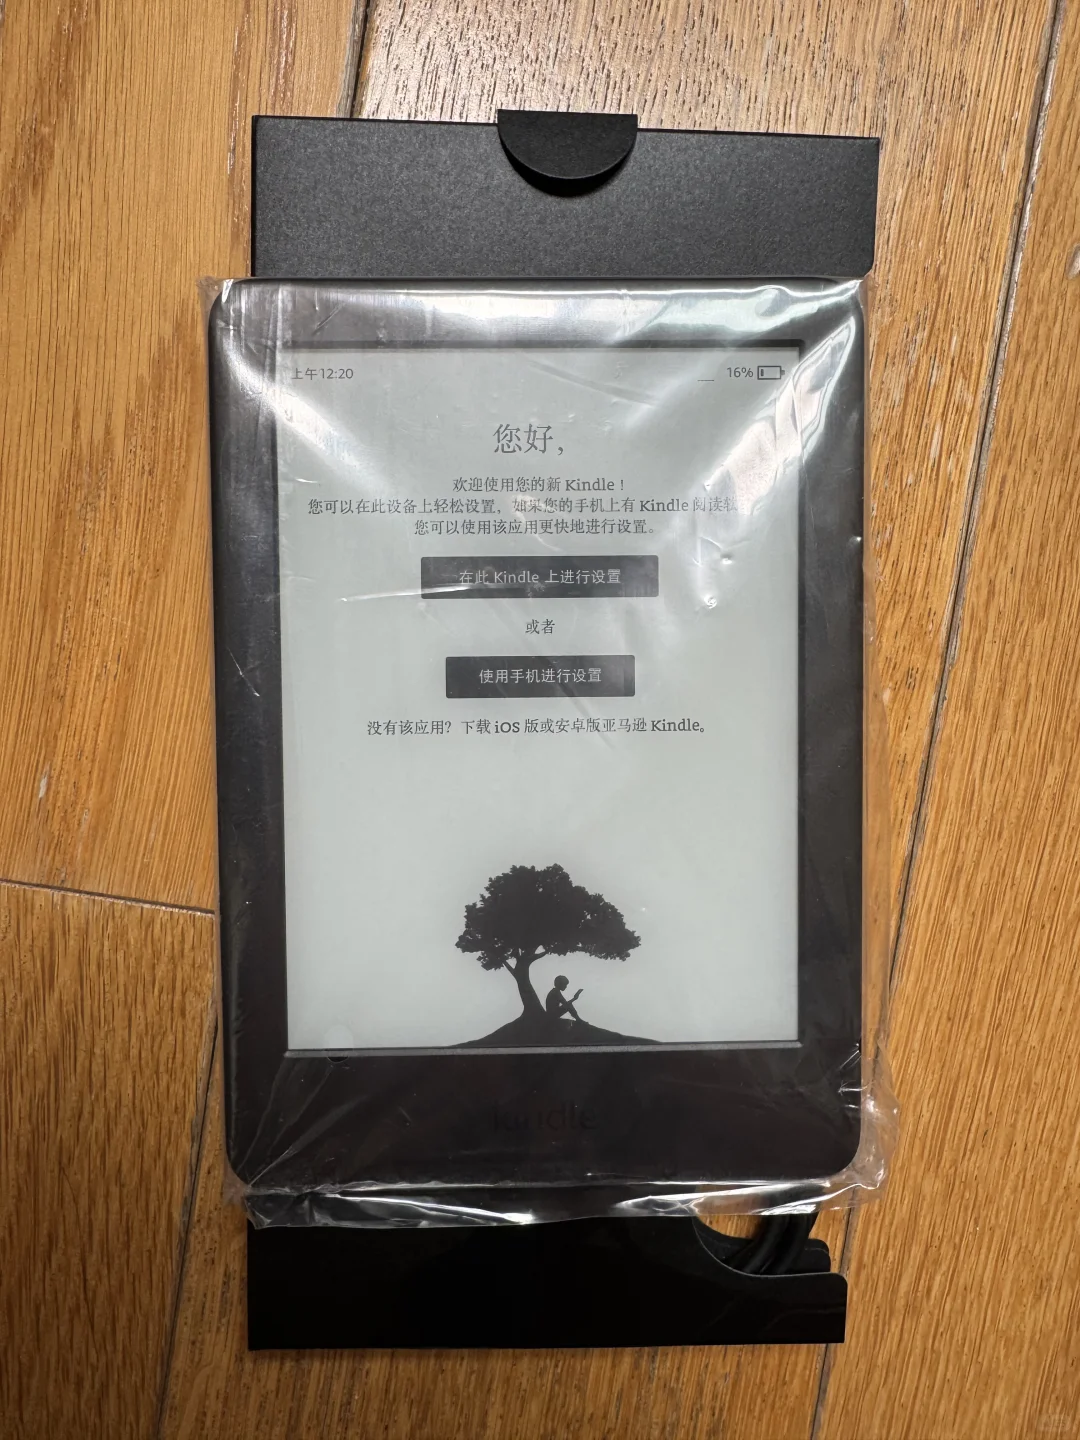 上午12:20 16%
您好，
欢迎使用您的新 Kindle！
您可以在此设备上轻松设置，如果您的手机上有 Kindle 阅读软
您可以使用该应用更快地进行设置。
在此 Kindle 上进行设置
或者
使用手机进行设置
没有该应用？下载 iOS 版或安卓版亚马逊 Kindle。
kindle